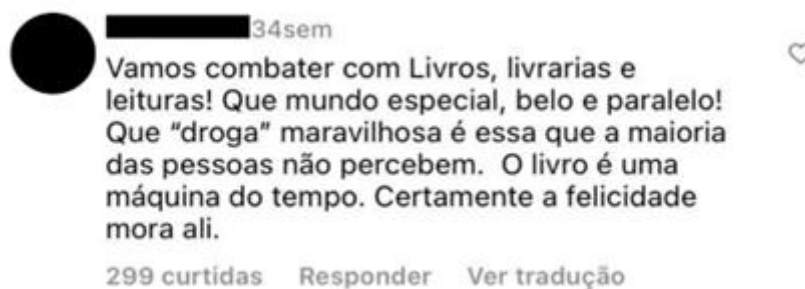 34sem
Vamos combater com Livros, livrarias e
leituras! Que mundo especial, belo e paralelo!
Que “droga” maravilhosa é essa que a maioria
das pessoas não percebem.  O livro é uma
máquina do tempo. Certamente a felicidade
mora ali.
299 curtidas Responder Ver tradução